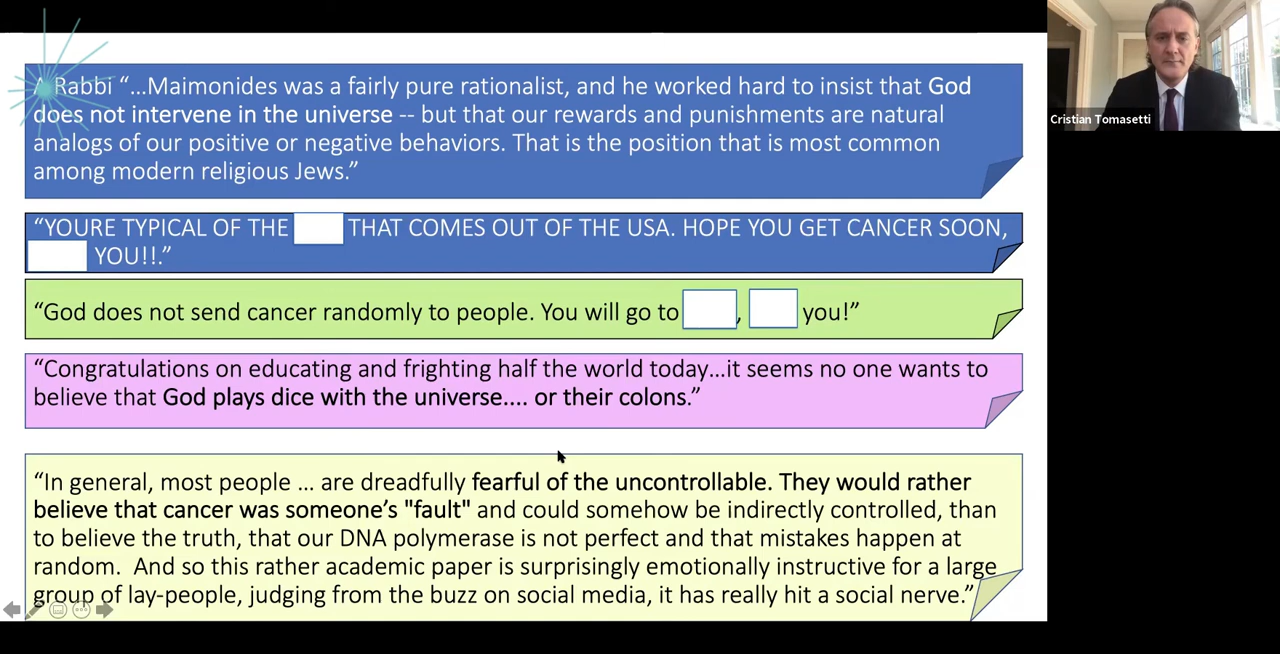 A Rabbi “…Maimonides was a fairly pure rationalist, and he worked hard to insist that God
does not intervene in the universe -- but that our rewards and punishments are natural
analogs of our positive or negative behaviors. That is the position that is most common
among modern religious Jews.”
“YOURE TYPICAL OF THE THAT COMES OUT OF THE USA. HOPE YOU GET CANCER SOON,
YOU!!.”
“God does not send cancer randomly to people. You will go to , you!”
“Congratulations on educating and frighting half the world today…it seems no one wants to
believe that God plays dice with the universe.... or their colons.”
“In general, most people … are dreadfully fearful of the uncontrollable. They would rather
believe that cancer was someone’s "fault" and could somehow be indirectly controlled, than
to believe the truth, that our DNA polymerase is not perfect and that mistakes happen at
random. And so this rather academic paper is surprisingly emotionally instructive for a large
group of lay-people, judging from the buzz on social media, it has really hit a social nerve.”
Cristian Tomasetti